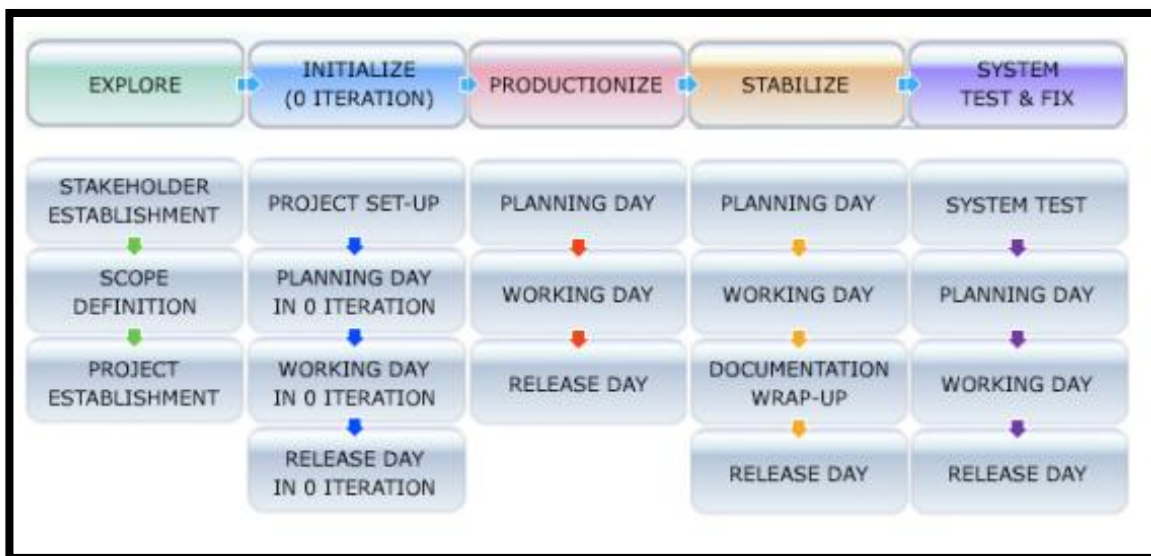 EXPLORE
INITIALIZE
(0 ITERATION)
PRODUCTIONIZE
STABILIZE
SYSTEM
TEST & FIX
STAKEHOLDER
ESTABLISHMENT
SCOPE
DEFINITION
PROJECT
ESTABLISHMENT
PROJECT SET-UP
PLANNING DAY
IN 0 ITERATION
WORKING DAY
IN 0 ITERATION
RELEASE DAY
IN 0 ITERATION
PLANNING DAY
WORKING DAY
RELEASE DAY
PLANNING DAY
WORKING DAY
DOCUMENTATION
WRAP-UP
RELEASE DAY
SYSTEM TEST
PLANNING DAY
WORKING DAY
RELEASE DAY